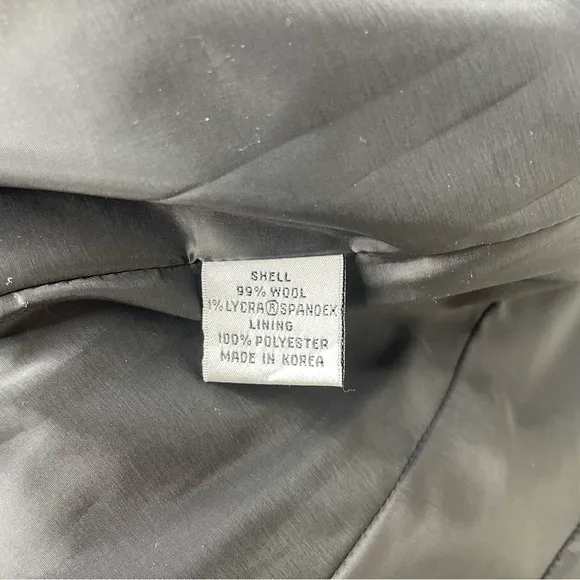 SHELL
99% WOOL
1% LYCRA®SPANDEX
LINING
100% POLYESTER
MADE IN KOREA